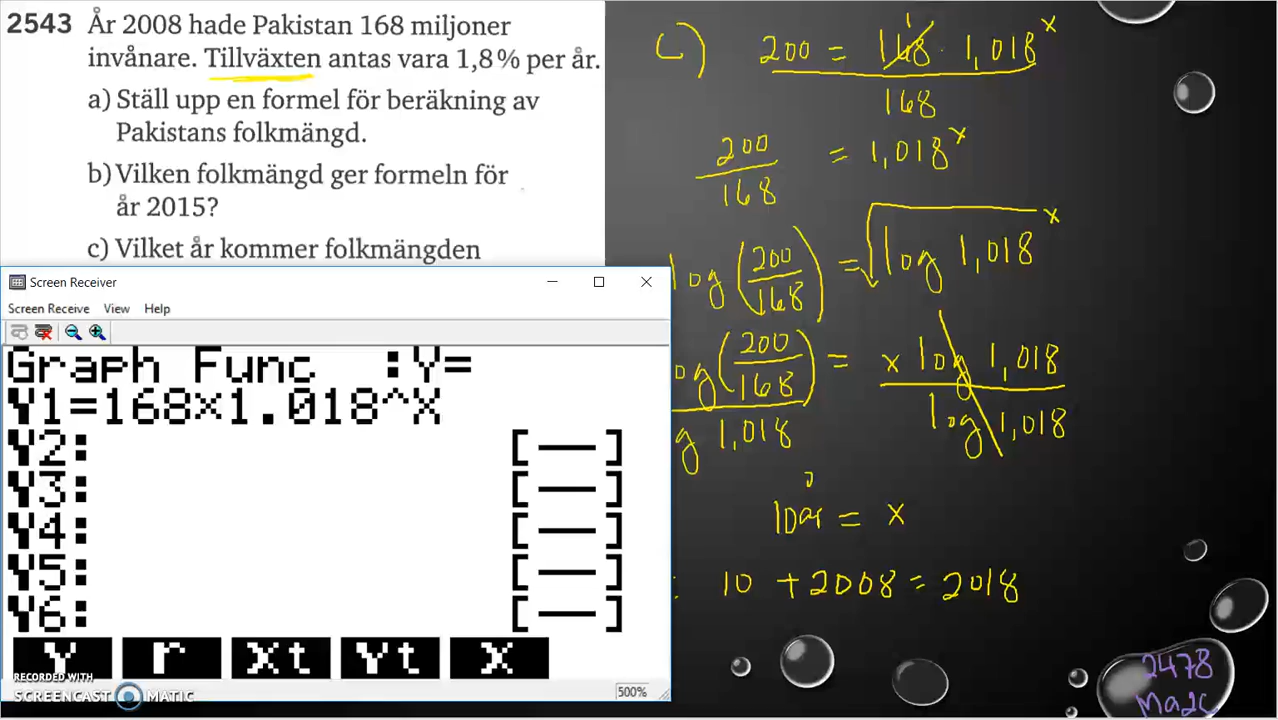 2543 År 2008 hade Pakistan 168 miljoner
invånare. Tillväxten antas vara 1,8% per år.
a) Ställ upp en formel för beräkning av
Pakistans folkmängd.
b) Vilken folkmängd ger formeln för
år 2015?
c) Vilket år kommer folkmängden
Screen Receiver
Screen Receive View Help
Graph Func :Y=
Y1=168×1.018^X
Y2: [—]
Y3: [—]
Y4: [—]
Y5: [—]
Y6: [—]
Y r Xt Yt X
RECORDED WITH
SCREENCAST MATIC
500%
C) 200 = 168 · 1,018^x
168
200/168 = 1,018^x
log (200/168) = log 1,018^x
og (200/168) = x log 1,018
g 1,018 log 1,018
10år = x
: 10 + 2008 = 2018
2478
Ma2c